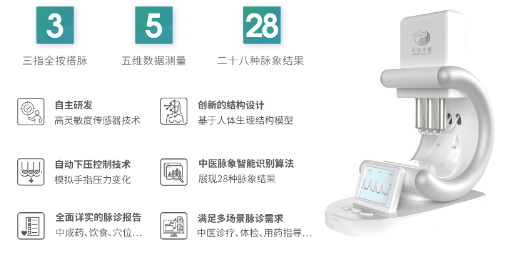 3 5 28
三指全按搭脉 五维数据测量 二十八种脉象结果
自主研发
高灵敏度传感器技术
创新的结构设计
基于人体生理结构模型
自动下压控制技术
模拟手指压力变化
中医脉象智能识别算法
展现28种脉象结果
全面详实的脉诊报告
中成药、饮食、穴位...
满足多场景脉诊需求
中医诊疗、体检、用药指导...